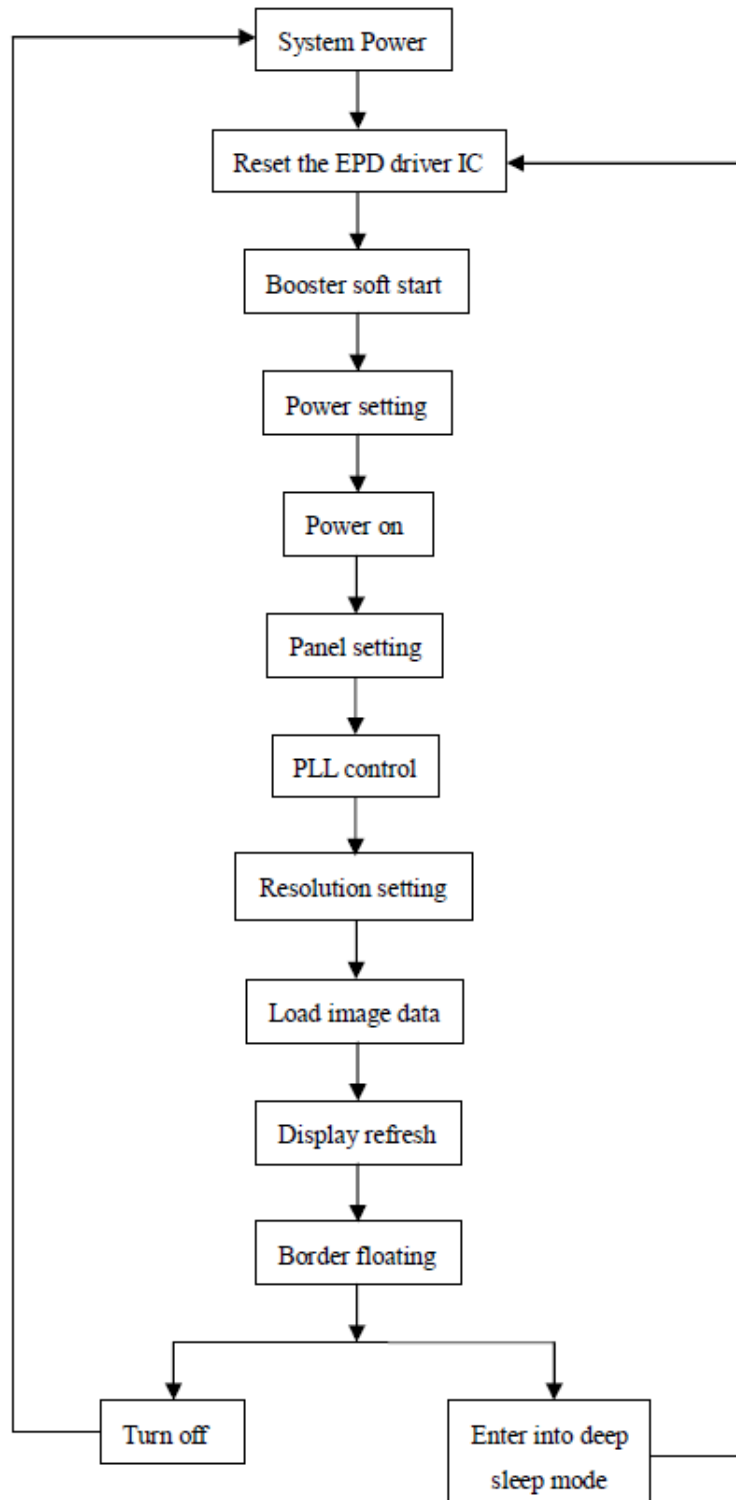 System Power
Reset the EPD driver IC
Booster soft start
Power setting
Power on
Panel setting
PLL control
Resolution setting
Load image data
Display refresh
Border floating
Turn off
Enter into deep
sleep mode